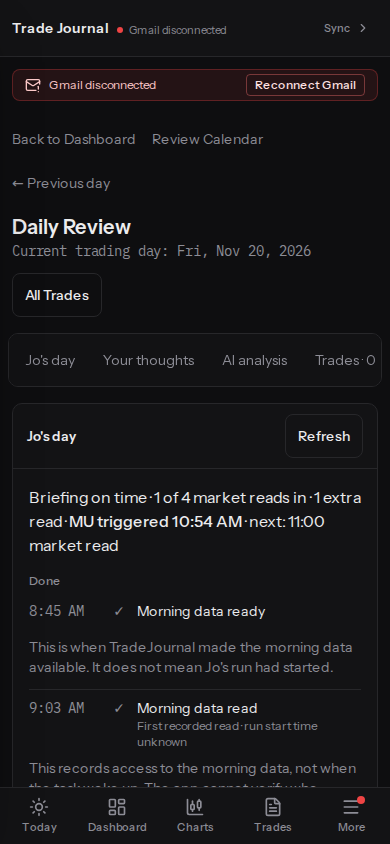 Trade Journal Gmail disconnected Sync
Gmail disconnected Reconnect Gmail
Back to Dashboard Review Calendar
← Previous day
Daily Review
Current trading day: Fri, Nov 20, 2026
All Trades
Jo's day Your thoughts AI analysis Trades · 0
Jo's day Refresh
Briefing on time · 1 of 4 market reads in · 1 extra
read · MU triggered 10:54 AM · next: 11:00
market read
Done
8:45 AM ✓ Morning data ready
This is when TradeJournal made the morning data
available. It does not mean Jo's run had started.
9:03 AM ✓ Morning data read
First recorded read · run start time
unknown
This records access to the morning data, not when
Today Dashboard Charts Trades More